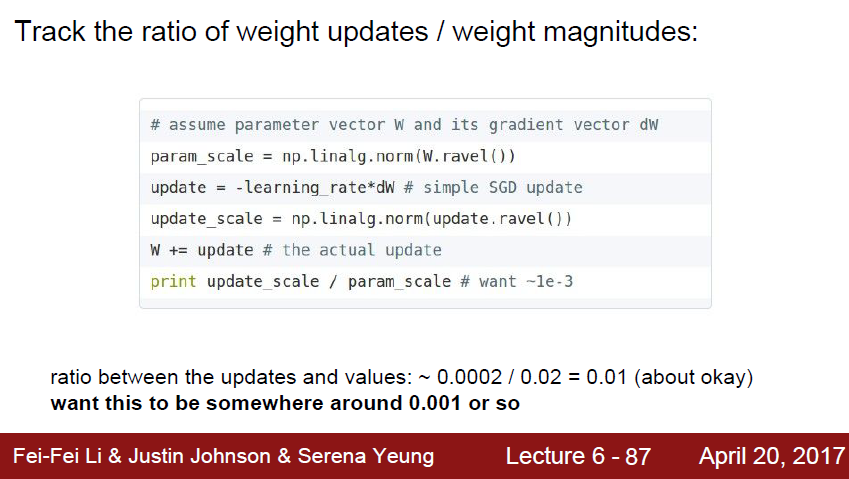 Track the ratio of weight updates / weight magnitudes:
# assume parameter vector W and its gradient vector dW
param_scale = np.linalg.norm(W.ravel())
update = -learning_rate*dW # simple SGD update
update_scale = np.linalg.norm(update.ravel())
W += update # the actual update
print update_scale / param_scale # want ~1e-3
ratio between the updates and values: ~ 0.0002 / 0.02 = 0.01 (about okay)
want this to be somewhere around 0.001 or so
Fei-Fei Li & Justin Johnson & Serena Yeung Lecture 6 - 87 April 20, 2017